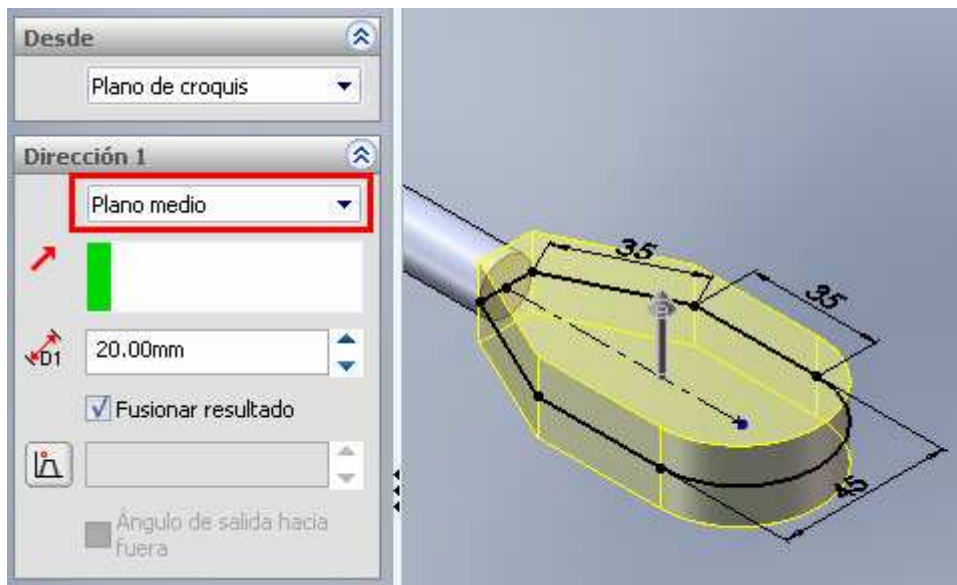 Desde
Plano de croquis
Dirección 1
Plano medio
D1
20.00mm
Fusionar resultado
Ángulo de salida hacia
fuera
35
35
45